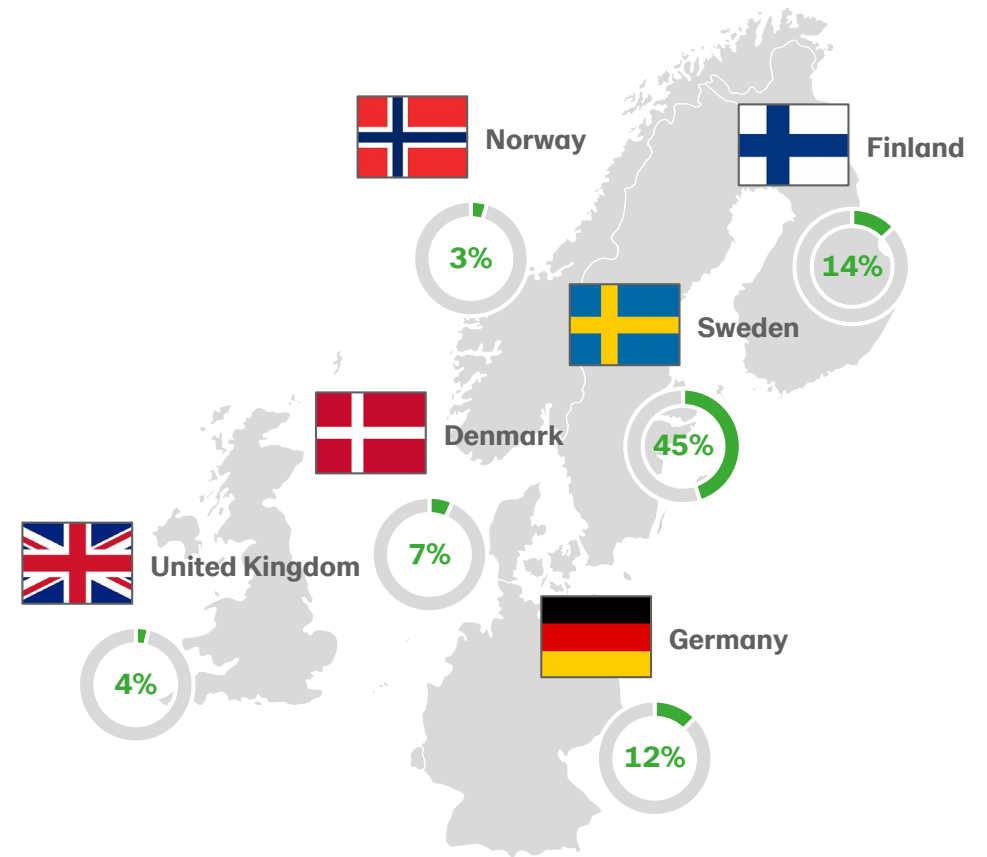 Norway
3%
Finland
14%
Sweden
45%
Denmark
7%
United Kingdom
4%
Germany
12%